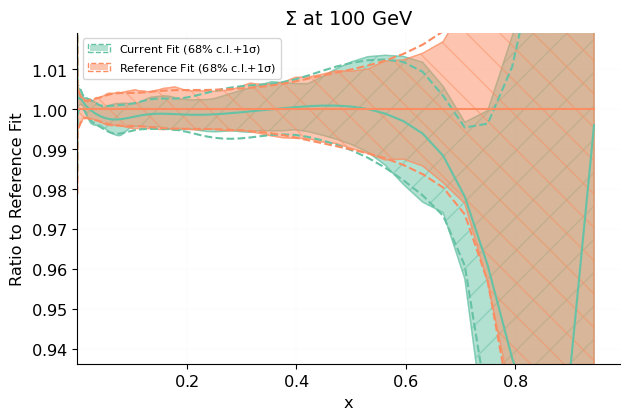 Σ at 100 GeV
Current Fit (68% c.l.+1σ)
Reference Fit (68% c.l.+1σ)
Ratio to Reference Fit
1.01
1.00
0.99
0.98
0.97
0.96
0.95
0.94
0.2 0.4 0.6 0.8
x